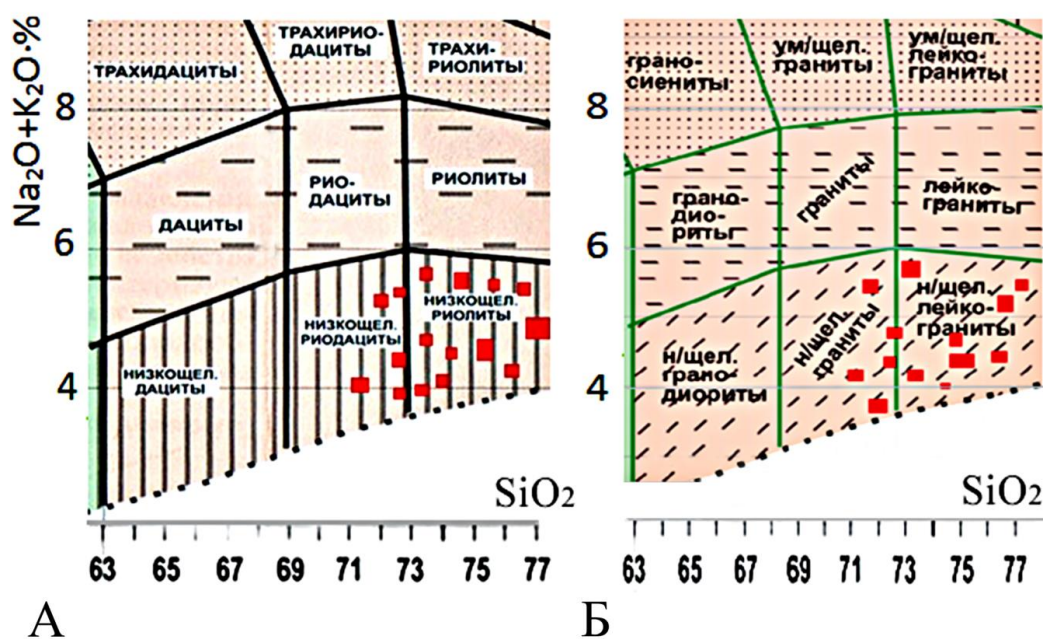 Na₂O+K₂O·%
8
6
4
ТРАХИДАЦИТЫ
ТРАХИРИО-
ДАЦИТЫ
ТРАХИ-
РИОЛИТЫ
ДАЦИТЫ
РИО-
ДАЦИТЫ
РИОЛИТЫ
НИЗКОЩЕЛ.
ДАЦИТЫ
НИЗКОЩЕЛ.
РИОДАЦИТЫ
НИЗКОЩЕЛ.
РИОЛИТЫ
SiO₂
63 65 67 69 71 73 75 77
А
8
6
4
грано-
сиениты
ум/щел.
граниты
ум/щел.
лейко-
граниты
грано-
дио-
риты
граниты
лейко-
граниты
н/щел.
грано-
диориты
н/щел.
граниты
н/щел.
лейко-
граниты
SiO₂
63 65 67 69 71 73 75 77
Б